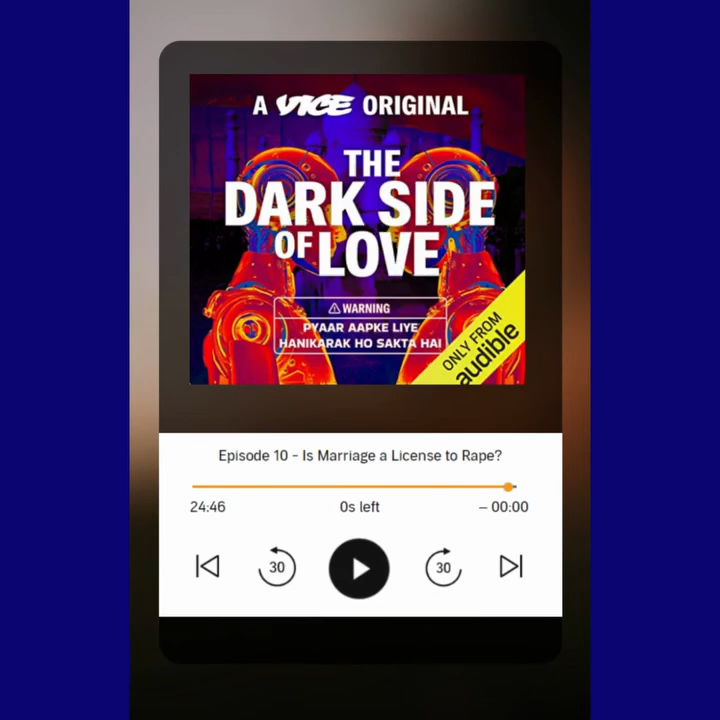 A VICE ORIGINAL
THE
DARK SIDE
OF LOVE
⚠ WARNING
PYAAR AAPKE LIYE
HANIKARAK HO SAKTA HAI
ONLY FROM
audible
Episode 10 - Is Marriage a License to Rape?
24:46 0s left – 00:00
30 30